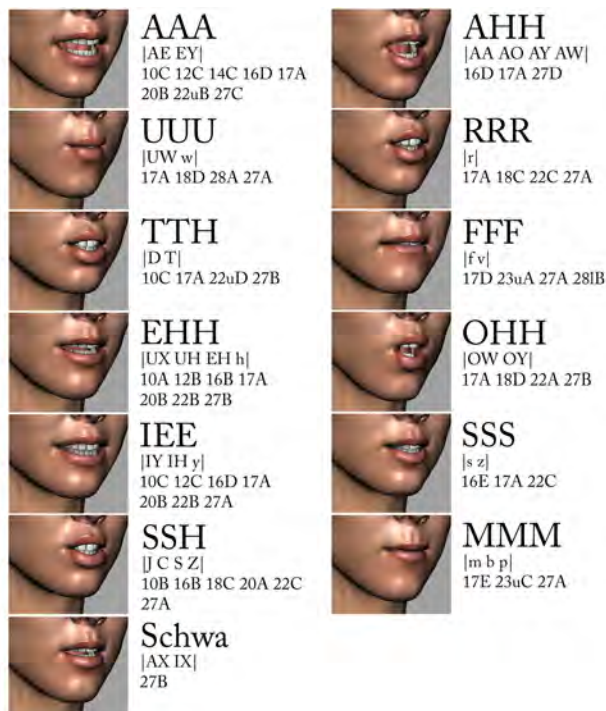 AAA
|AE EY|
10C 12C 14C 16D 17A
20B 22uB 27C
UUU
|UW w|
17A 18D 28A 27A
TTH
|D T|
10C 17A 22uD 27B
EHH
|UX UH EH h|
10A 12B 16B 17A
20B 22B 27B
IEE
|IY IH y|
10C 12C 16D 17A
20B 22B 27A
SSH
|J C S Z|
10B 16B 18C 20A 22C
27A
Schwa
|AX IX|
27B
AHH
|AA AO AY AW|
16D 17A 27D
RRR
|r|
17A 18C 22C 27A
FFF
|f v|
17D 23uA 27A 28IB
OHH
|OW OY|
17A 18D 22A 27B
SSS
|s z|
16E 17A 22C
MMM
|m b p|
17E 23uC 27A